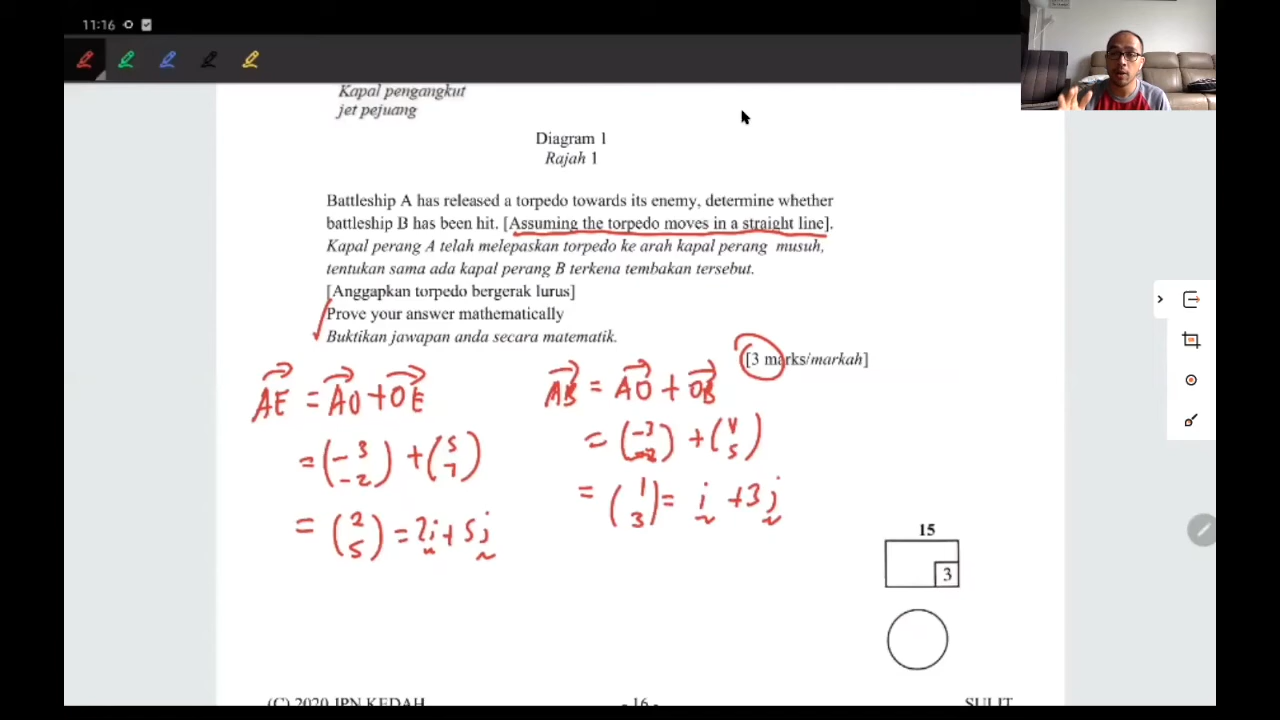 11:16
Kapal pengangkut
jet pejuang
Diagram 1
Rajah 1
Battleship A has released a torpedo towards its enemy, determine whether
battleship B has been hit. [Assuming the torpedo moves in a straight line].
Kapal perang A telah melepaskan torpedo ke arah kapal perang musuh,
tentukan sama ada kapal perang B terkena tembakan tersebut.
[Anggapkan torpedo bergerak lurus]
Prove your answer mathematically
Buktikan jawapan anda secara matematik.
[3 marks/markah]
AE = AO + OE
= (-3 -2) + (5 7)
= (2 5) = 2i + 5j
AB = AO + OB
= (-3 -2) + (4 5)
= (1 3) = i + 3j
15
3
(C) 2020 JPN KEDAH - 16 - SULIT